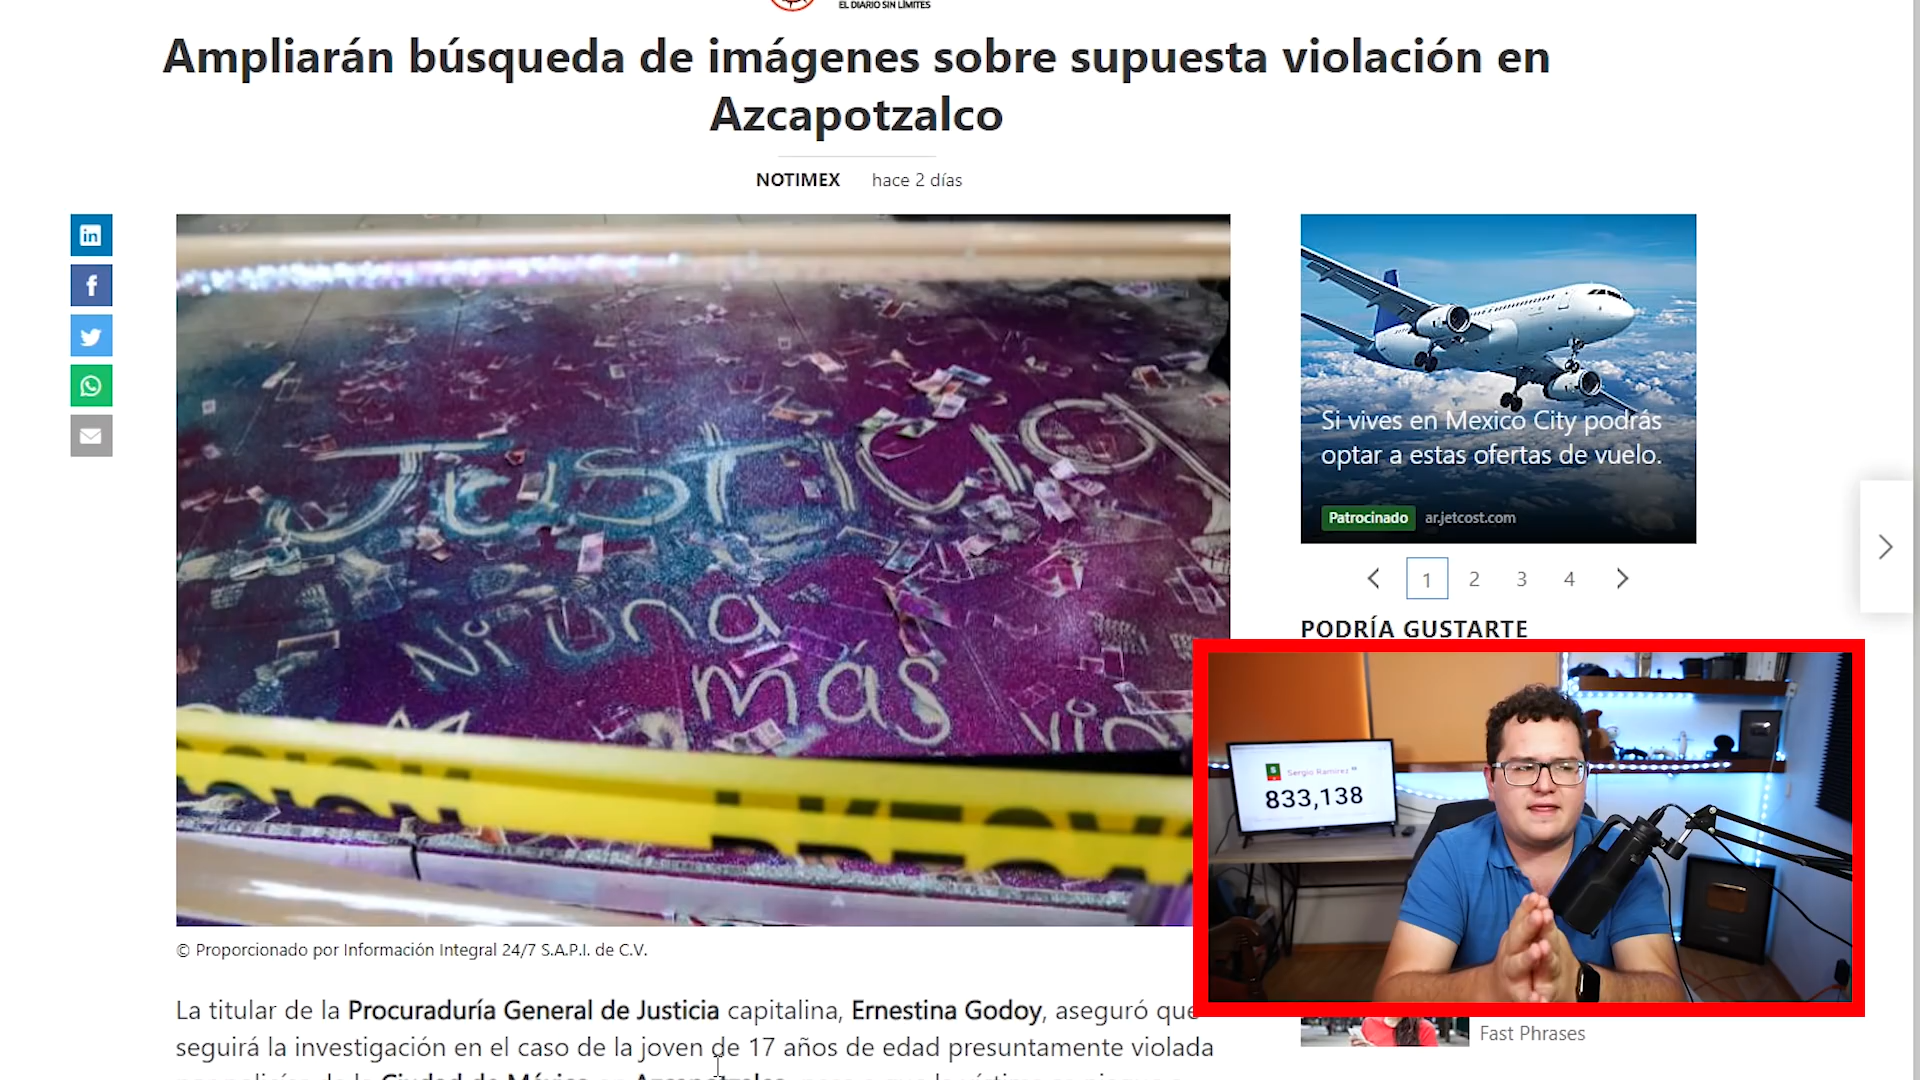 EL DIARIO SIN LÍMITES
Ampliarán búsqueda de imágenes sobre supuesta violación en
Azcapotzalco
NOTIMEX hace 2 días
in
f
JUSTICIA
Ni una
más
Si vives en Mexico City podrás
optar a estas ofertas de vuelo.
Patrocinado ar.jetcost.com
1 2 3 4
PODRÍA GUSTARTE
Sergio Ramirez
833,138
© Proporcionado por Información Integral 24/7 S.A.P.I. de C.V.
La titular de la Procuraduría General de Justicia capitalina, Ernestina Godoy, aseguró que
seguirá la investigación en el caso de la joven de 17 años de edad presuntamente violada
Fast Phrases